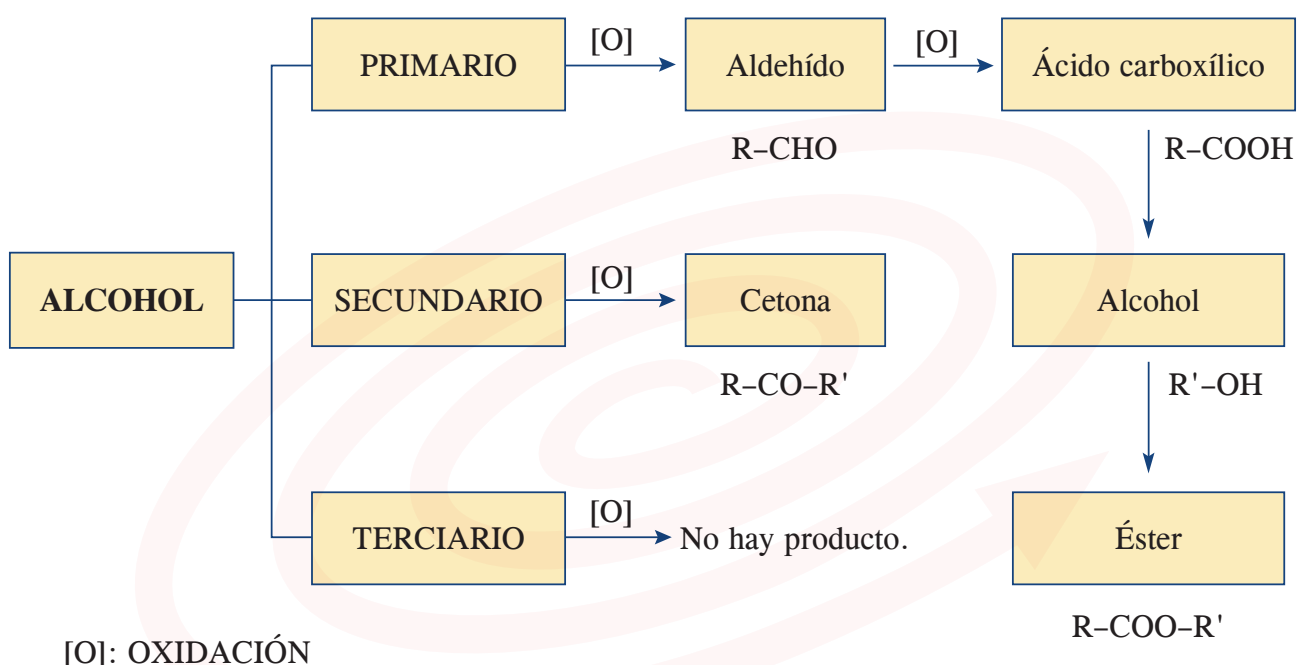 [O]
[O]
PRIMARIO
Aldehído
Ácido carboxílico
R–CHO
R–COOH
ALCOHOL
SECUNDARIO
[O]
Cetona
Alcohol
R–CO–R'
R'–OH
TERCIARIO
[O]
No hay producto.
Éster
R–COO–R'
[O]: OXIDACIÓN